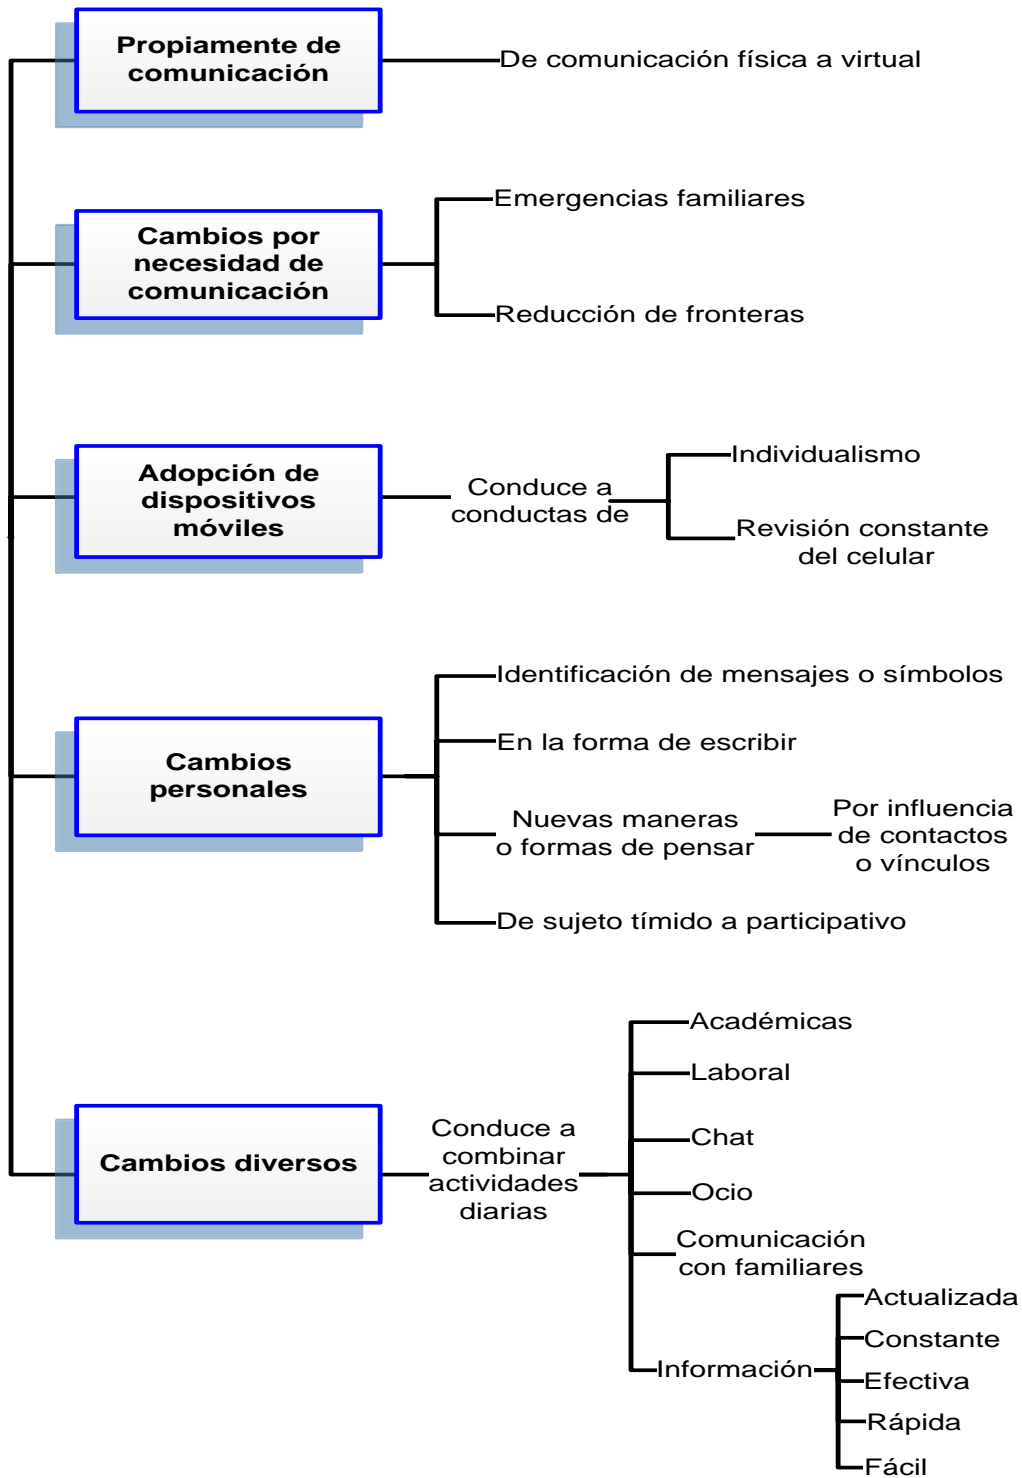 Propiamente de
comunicación
De comunicación física a virtual
Cambios por
necesidad de
comunicación
Emergencias familiares
Reducción de fronteras
Adopción de
dispositivos
móviles
Conduce a
conductas de
Individualismo
Revisión constante
del celular
Cambios
personales
Identificación de mensajes o símbolos
En la forma de escribir
Nuevas maneras
o formas de pensar
Por influencia
de contactos
o vínculos
De sujeto tímido a participativo
Cambios diversos
Conduce a
combinar
actividades
diarias
Académicas
Laboral
Chat
Ocio
Comunicación
con familiares
Información
Actualizada
Constante
Efectiva
Rápida
Fácil